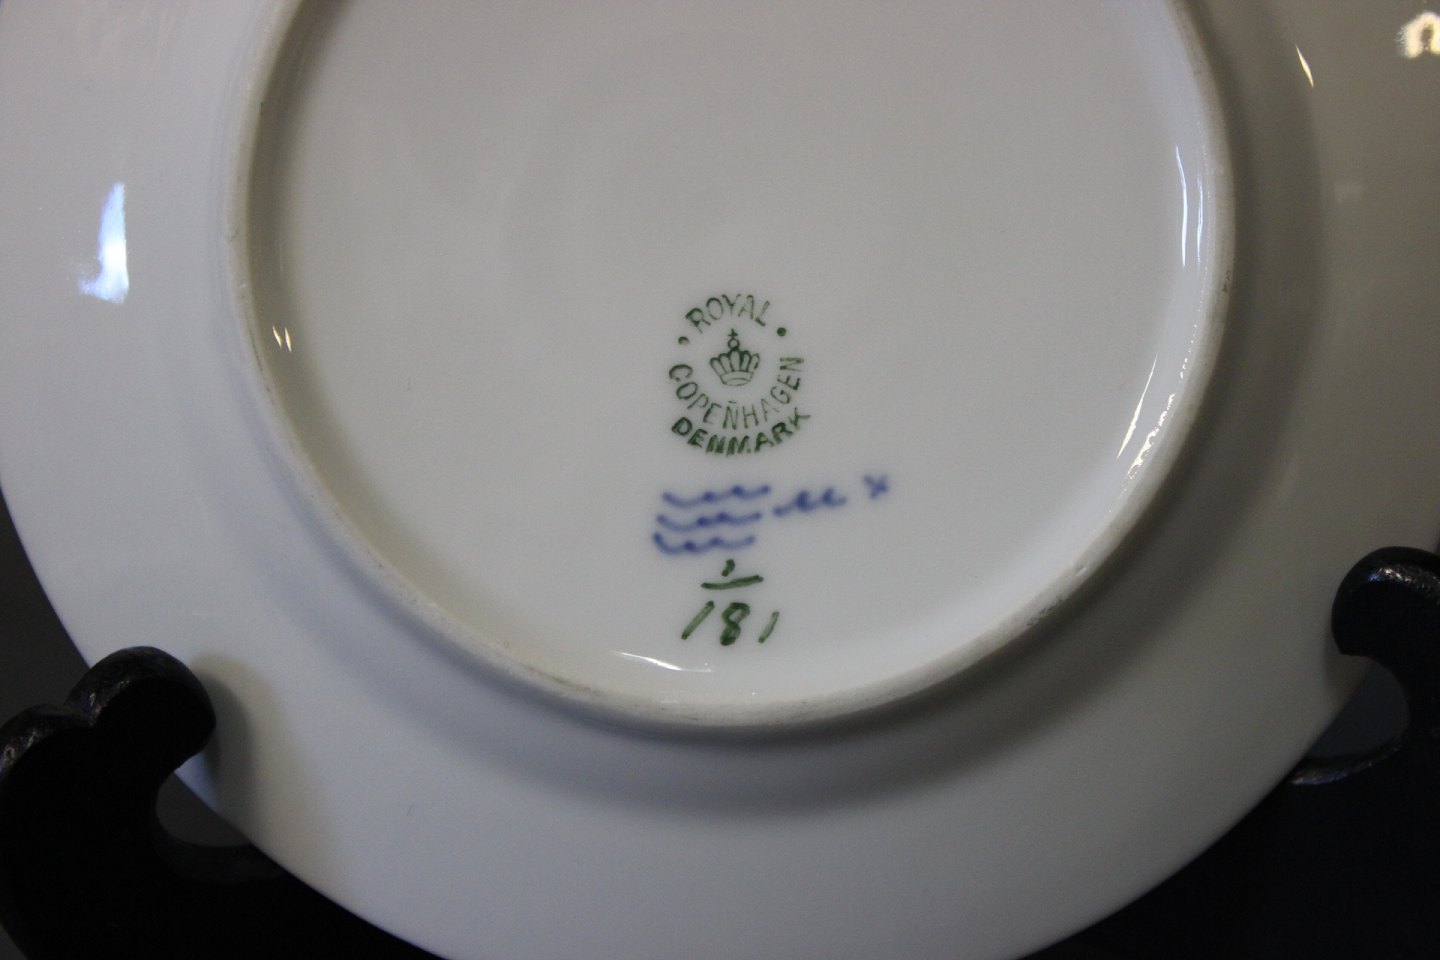 ROYAL
COPENHAGEN
DENMARK
1
181